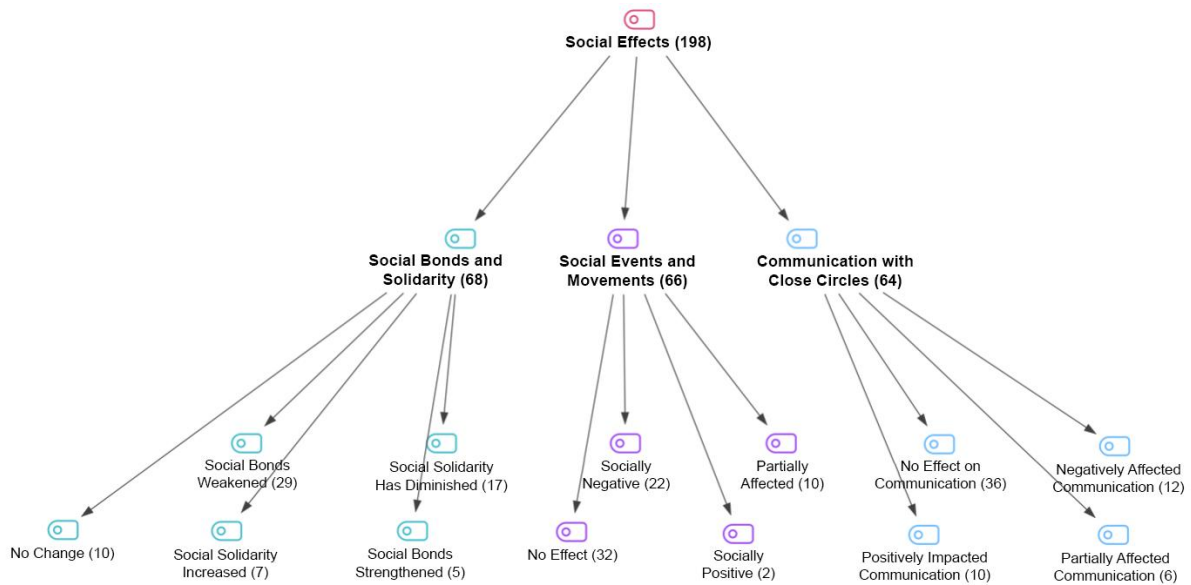 Social Effects (198)
Social Bonds and
Solidarity (68)
Social Events and
Movements (66)
Communication with
Close Circles (64)
Social Bonds
Weakened (29)
Social Solidarity
Has Diminished (17)
Socially
Negative (22)
Partially
Affected (10)
No Effect on
Communication (36)
Negatively Affected
Communication (12)
No Change (10)
Social Solidarity
Increased (7)
Social Bonds
Strengthened (5)
No Effect (32)
Socially
Positive (2)
Positively Impacted
Communication (10)
Partially Affected
Communication (6)